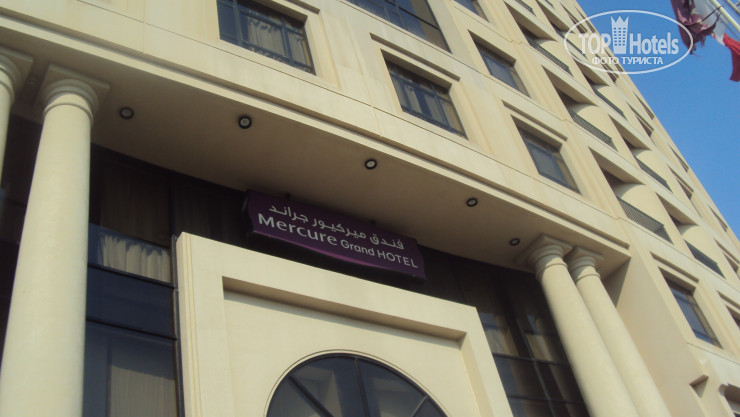 فندق ميركيور جراند
Mercure Grand HOTEL
TOP Hotels
ФОТО ТУРИСТА